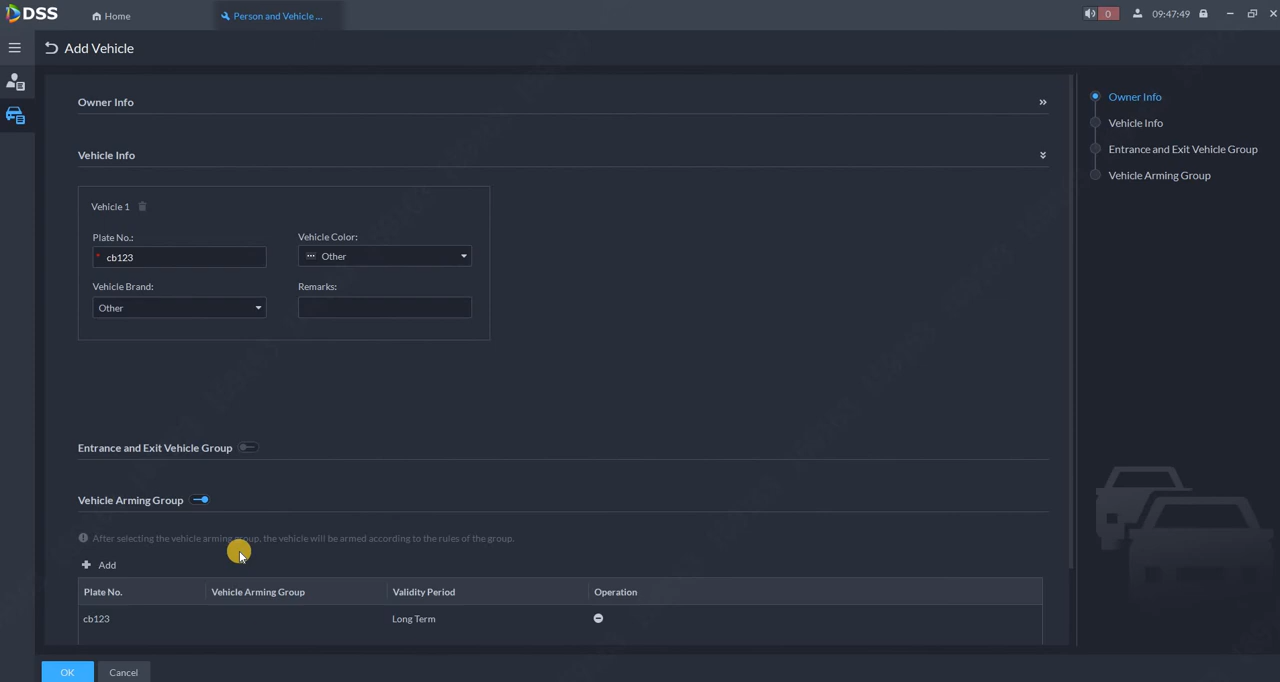 DSS
Home
Person and Vehicle ...
0
09:47:49
Add Vehicle
Owner Info
Vehicle Info
Vehicle 1
Plate No.:
* cb123
Vehicle Color:
Other
Vehicle Brand:
Other
Remarks:
Entrance and Exit Vehicle Group
Vehicle Arming Group
After selecting the vehicle arming group, the vehicle will be armed according to the rules of the group.
Add
Plate No. Vehicle Arming Group Validity Period Operation
cb123 Long Term
OK Cancel
Owner Info
Vehicle Info
Entrance and Exit Vehicle Group
Vehicle Arming Group